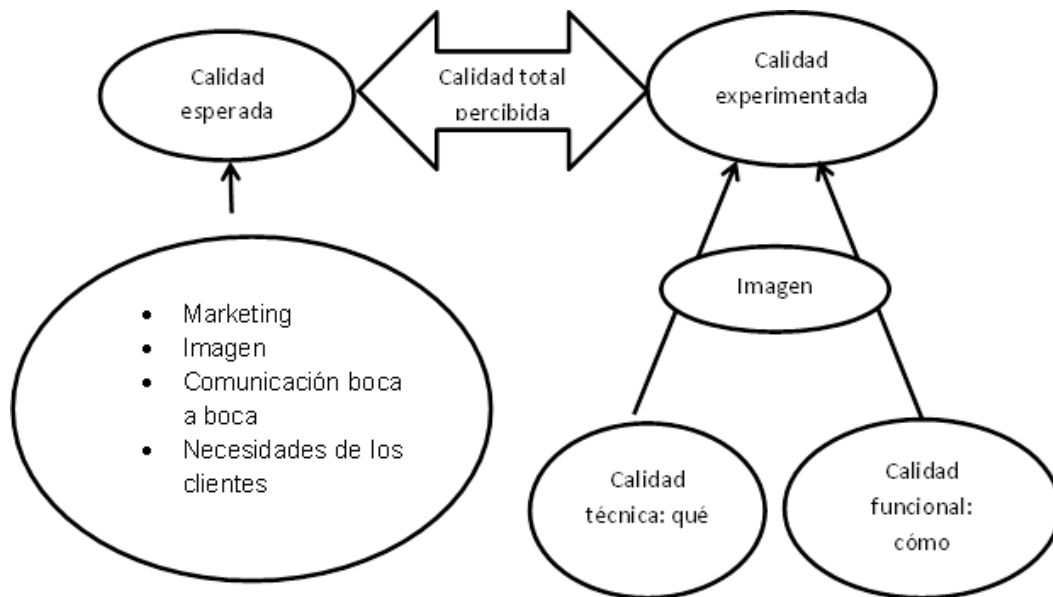 Calidad
esperada
Calidad total
percibida
Calidad
experimentada
• Marketing
• Imagen
• Comunicación boca
a boca
• Necesidades de los
clientes
Imagen
Calidad
técnica: qué
Calidad
funcional:
cómo